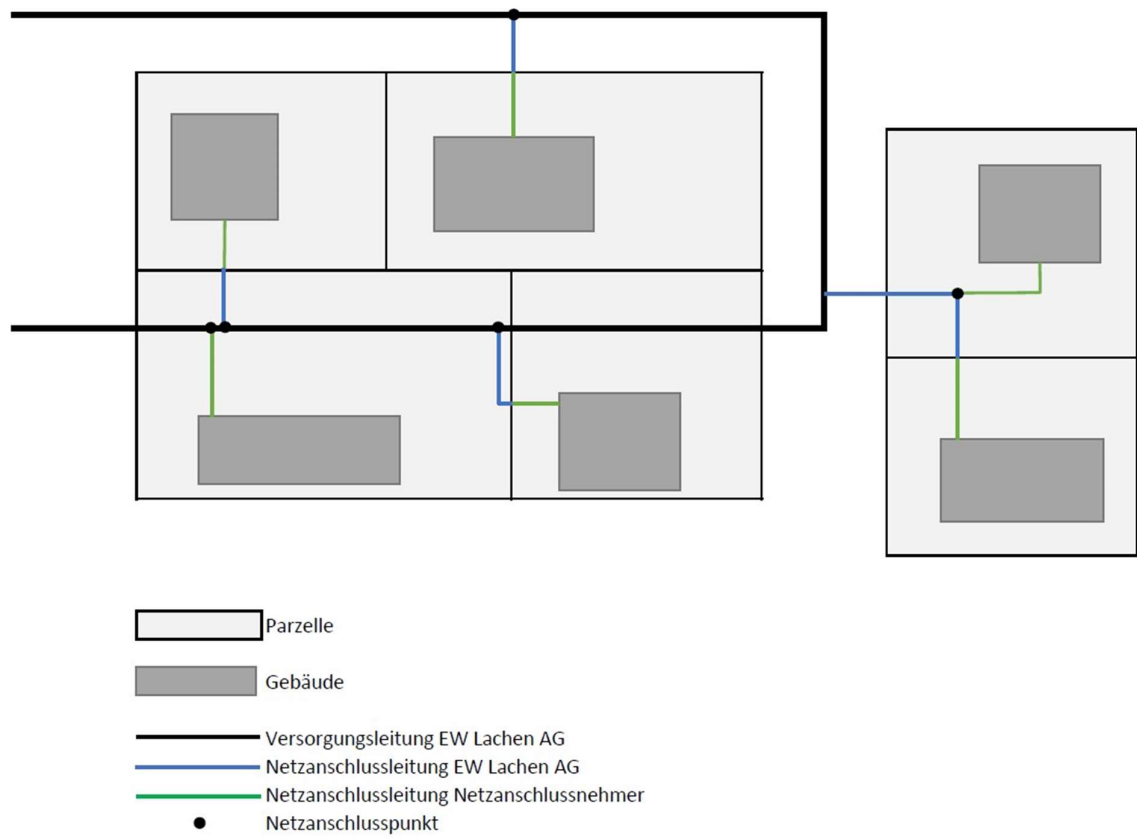 Parzelle
Gebäude
Versorgungsleitung EW Lachen AG
Netzanschlussleitung EW Lachen AG
Netzanschlussleitung Netzanschlussnehmer
Netzanschlusspunkt